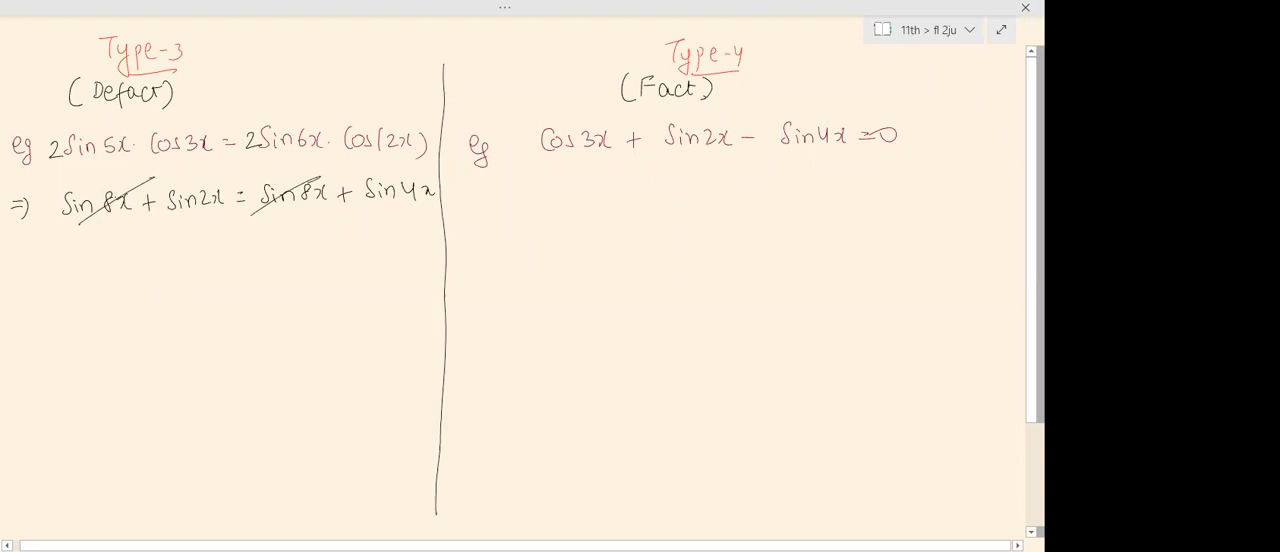 11th > fl 2ju
Type-3
(Defact)
eg 2Sin5x. Cos3x = 2Sin6x. Cos(2x)
⇒) Sin8x + Sin2x = Sin8x + Sin4x
Type-4
(Fact)
eg Cos3x + Sin2x - Sin4x =0